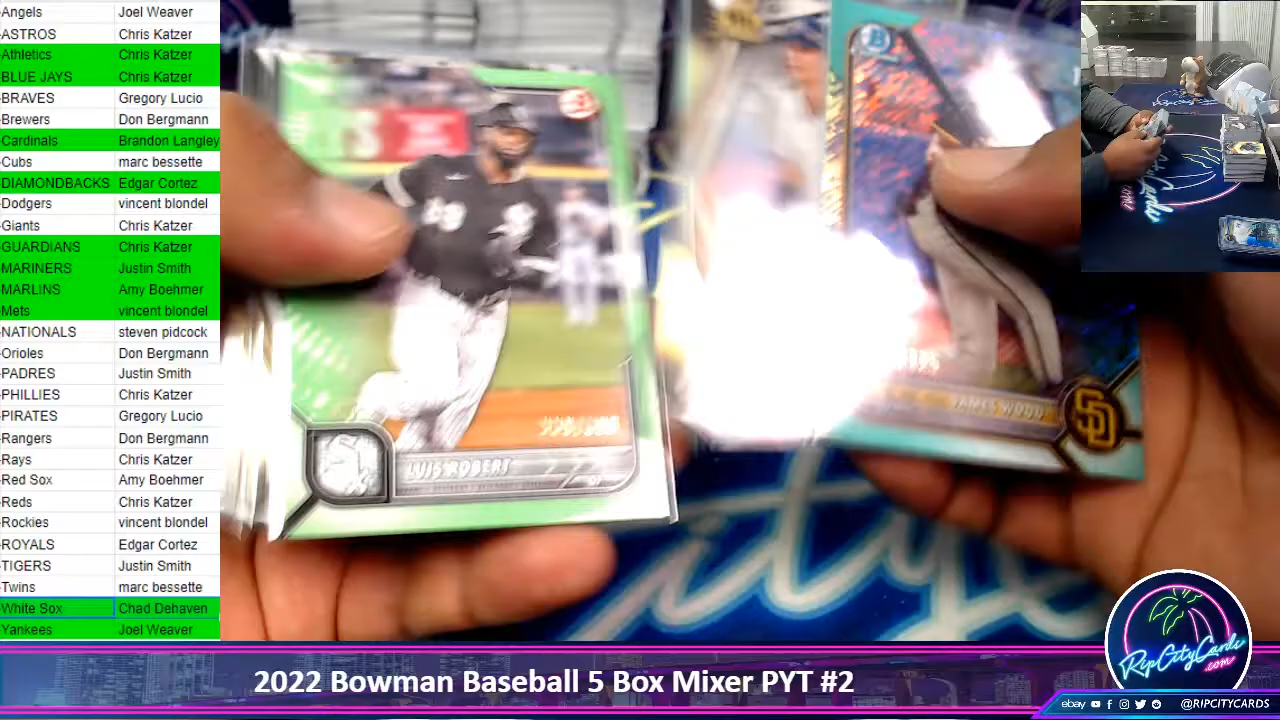 -Angels Joel Weaver
-ASTROS Chris Katzer
-Athletics Chris Katzer
-BLUE JAYS Chris Katzer
-BRAVES Gregory Lucio
-Brewers Don Bergmann
-Cardinals Brandon Langley
-Cubs marc bessette
-DIAMONDBACKS Edgar Cortez
-Dodgers vincent blondel
-Giants Chris Katzer
-GUARDIANS Chris Katzer
-MARINERS Justin Smith
-MARLINS Amy Boehmer
-Mets vincent blondel
-NATIONALS steven pidcock
-Orioles Don Bergmann
-PADRES Justin Smith
-PHILLIES Chris Katzer
-PIRATES Gregory Lucio
-Rangers Don Bergmann
-Rays Chris Katzer
-Red Sox Amy Boehmer
-Reds Chris Katzer
-Rockies vincent blondel
-ROYALS Edgar Cortez
-TIGERS Justin Smith
-Twins marc bessette
-White Sox Chad Dehaven
-Yankees Joel Weaver
LUIS ROBERT
JAMES WOOD
SD
RipCityCards
.com
2022 Bowman Baseball 5 Box Mixer PYT #2
ebay @RIPCITYCARDS